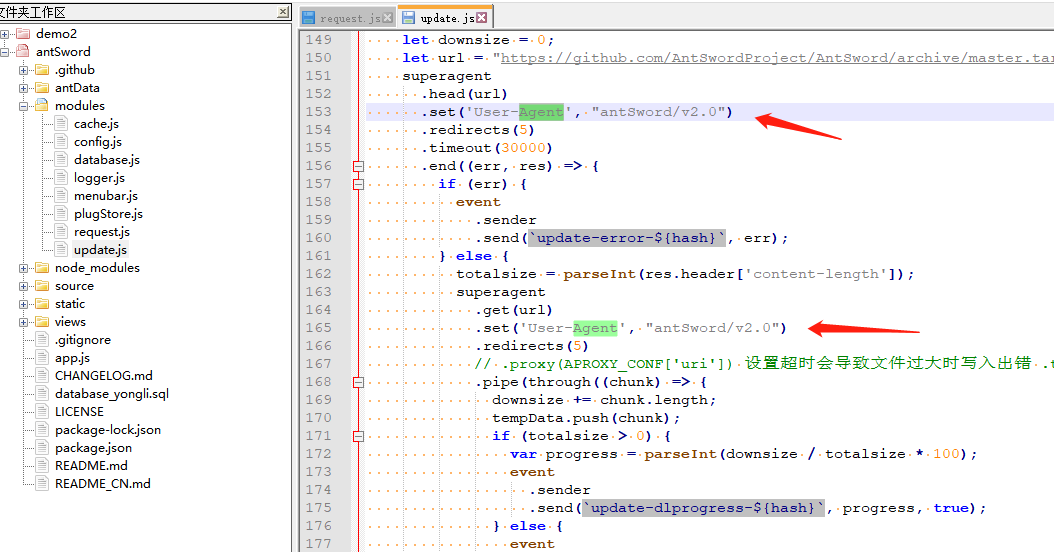 文件夹工作区
demo2
antSword
.github
antData
modules
cache.js
config.js
database.js
logger.js
menubar.js
plugStore.js
request.js
update.js
node_modules
source
static
views
.gitignore
app.js
CHANGELOG.md
database_yongli.sql
LICENSE
package-lock.json
package.json
README.md
README_CN.md
request.js update.js
149 let downsize = 0;
150 let url = "https://github.com/AntSwordProject/AntSword/archive/master.tar
151 superagent
152 .head(url)
153 .set('User-Agent', "antSword/v2.0")
154 .redirects(5)
155 .timeout(30000)
156 .end((err, res) => {
157 if (err) {
158 event
159 .sender
160 .send(`update-error-${hash}`, err);
161 } else {
162 totalsize = parseInt(res.header['content-length']);
163 superagent
164 .get(url)
165 .set('User-Agent', "antSword/v2.0")
166 .redirects(5)
167 // .proxy(APROXY_CONF['uri']) 设置超时会导致文件过大时写入出错 .t
168 .pipe(through((chunk) => {
169 downsize += chunk.length;
170 tempData.push(chunk);
171 if (totalsize > 0) {
172 var progress = parseInt(downsize / totalsize * 100);
173 event
174 .sender
175 .send(`update-dlprogress-${hash}`, progress, true);
176 } else {
177 event